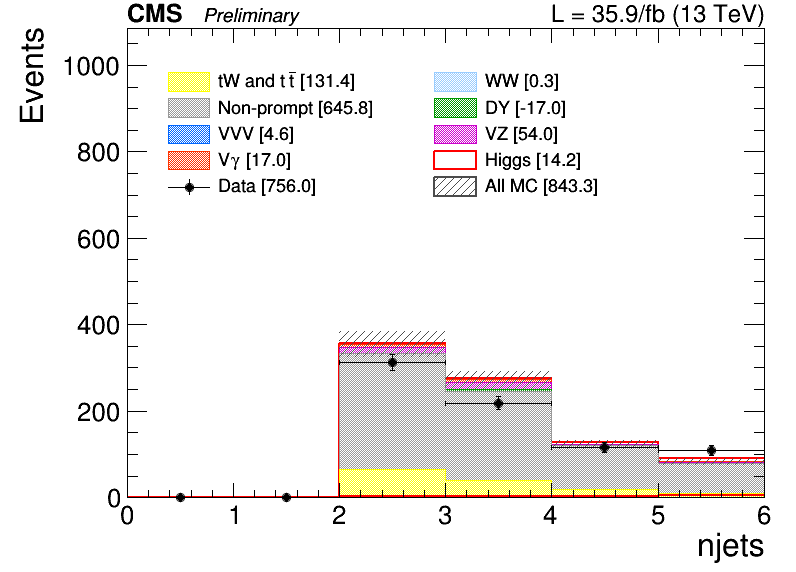 CMS Preliminary L = 35.9/fb (13 TeV)
Events
1000
800
600
400
200
0
tW and t t̄ [131.4]
Non-prompt [645.8]
VVV [4.6]
Vγ [17.0]
Data [756.0]
WW [0.3]
DY [-17.0]
VZ [54.0]
Higgs [14.2]
All MC [843.3]
0 1 2 3 4 5 6
njets